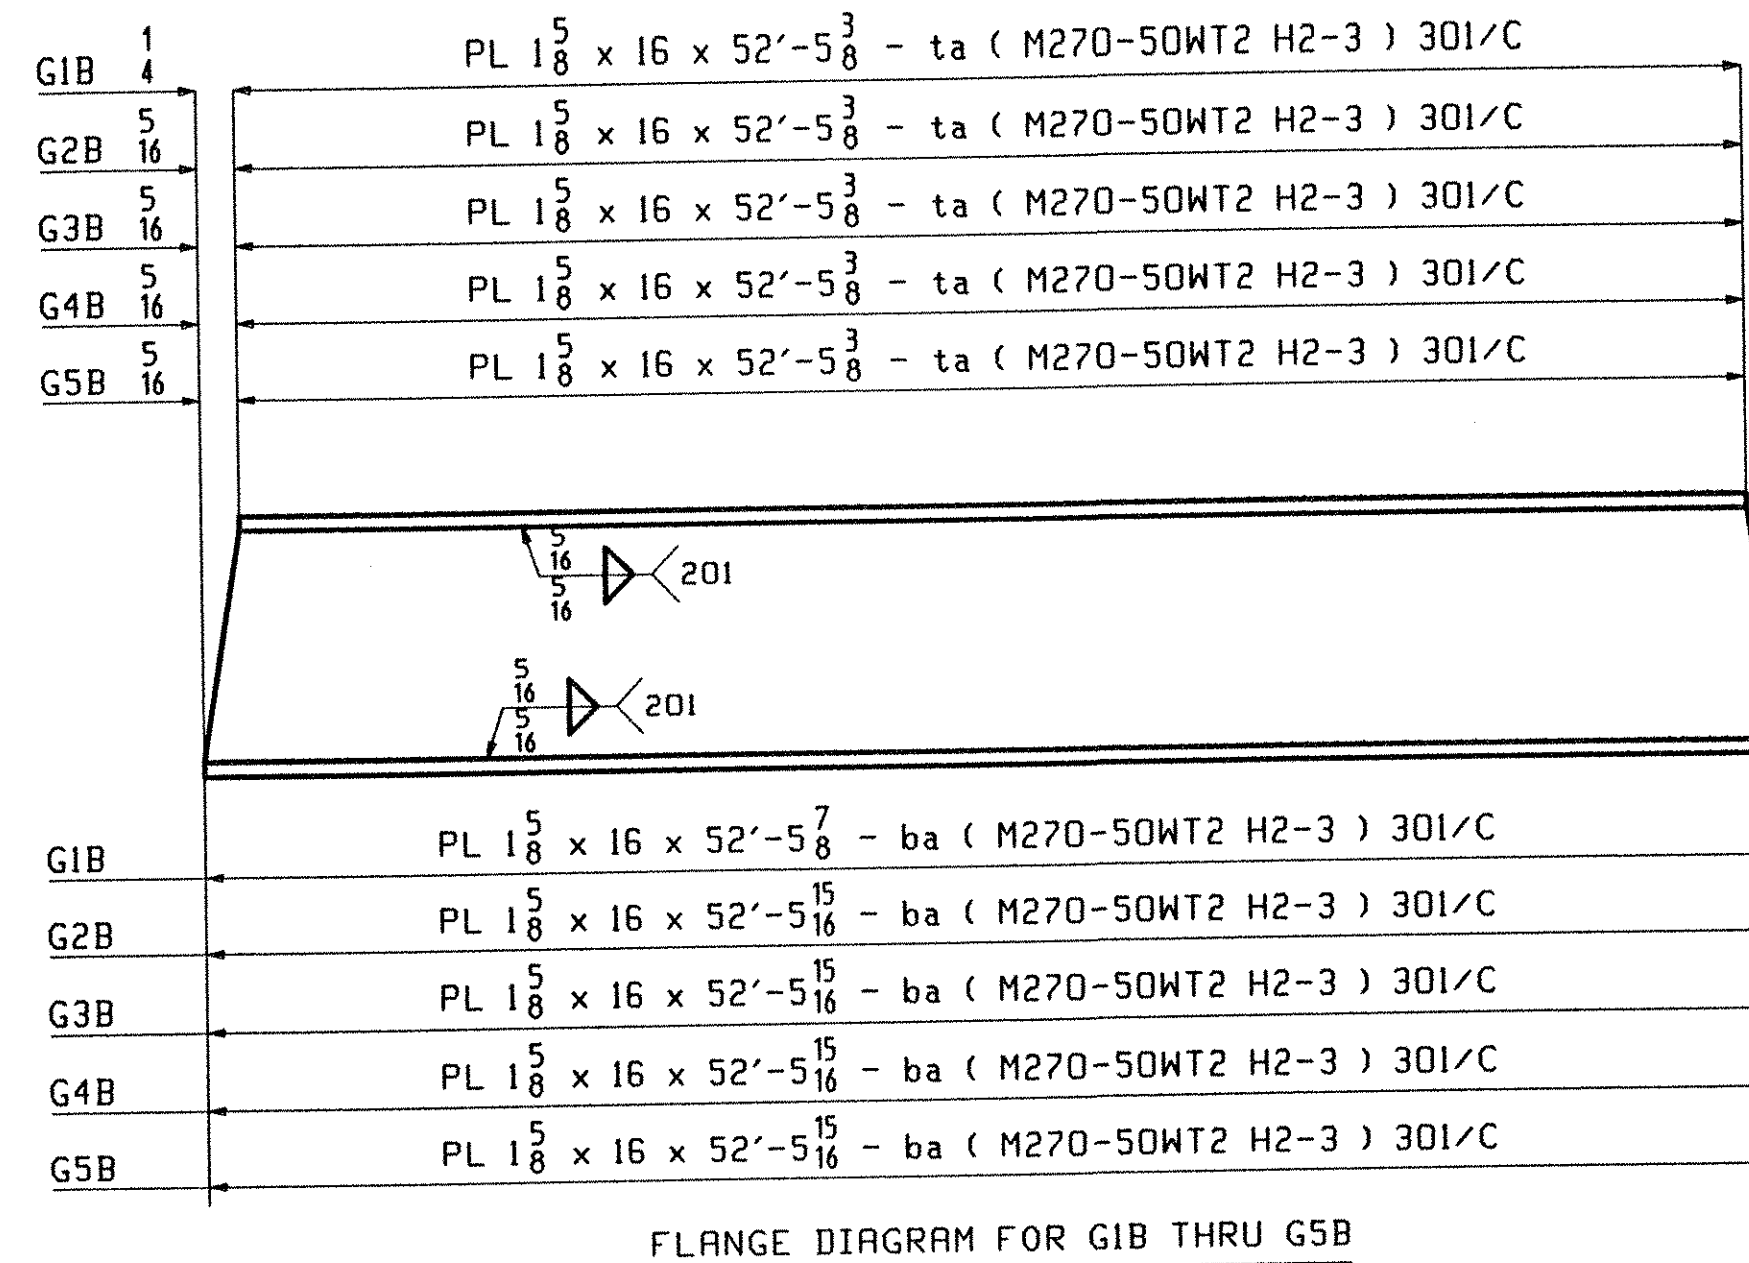 G1B 1/4 PL 1 5/8 x 16 x 52'-5 3/8 - ta ( M270-50WT2 H2-3 ) 301/C
G2B 5/16 PL 1 5/8 x 16 x 52'-5 3/8 - ta ( M270-50WT2 H2-3 ) 301/C
G3B 5/16 PL 1 5/8 x 16 x 52'-5 3/8 - ta ( M270-50WT2 H2-3 ) 301/C
G4B 5/16 PL 1 5/8 x 16 x 52'-5 3/8 - ta ( M270-50WT2 H2-3 ) 301/C
G5B 5/16 PL 1 5/8 x 16 x 52'-5 3/8 - ta ( M270-50WT2 H2-3 ) 301/C
5/16
5/16
201
5/16
5/16
201
G1B PL 1 5/8 x 16 x 52'-5 7/8 - ba ( M270-50WT2 H2-3 ) 301/C
G2B PL 1 5/8 x 16 x 52'-5 15/16 - ba ( M270-50WT2 H2-3 ) 301/C
G3B PL 1 5/8 x 16 x 52'-5 15/16 - ba ( M270-50WT2 H2-3 ) 301/C
G4B PL 1 5/8 x 16 x 52'-5 15/16 - ba ( M270-50WT2 H2-3 ) 301/C
G5B PL 1 5/8 x 16 x 52'-5 15/16 - ba ( M270-50WT2 H2-3 ) 301/C
FLANGE DIAGRAM FOR G1B THRU G5B